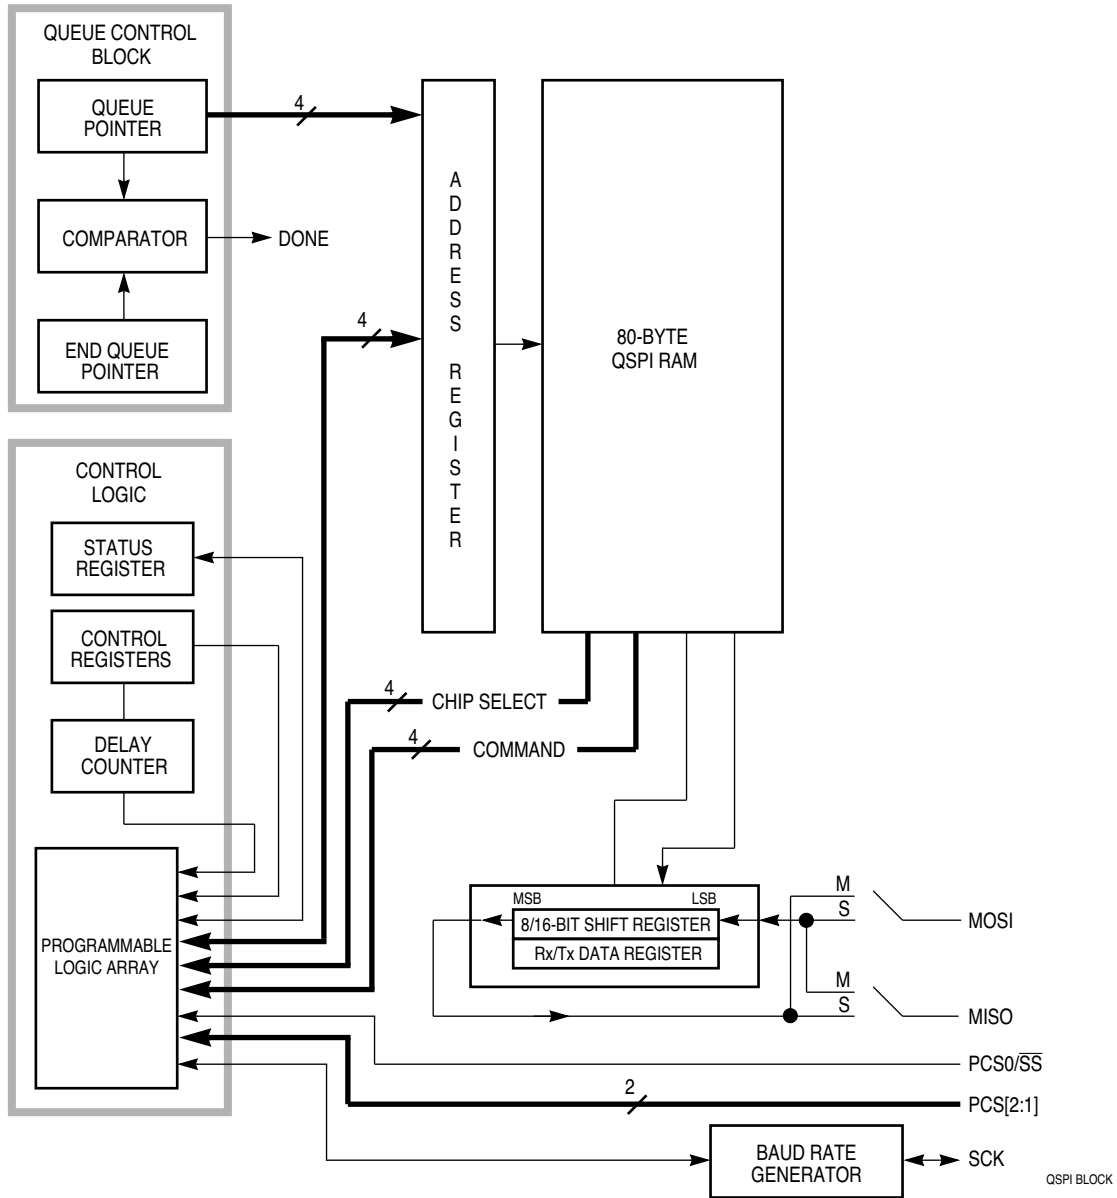 QUEUE CONTROL
BLOCK
QUEUE
POINTER
4
COMPARATOR
DONE
END QUEUE
POINTER
4
ADDRESS REGISTER
80-BYTE
QSPI RAM
CONTROL
LOGIC
STATUS
REGISTER
CONTROL
REGISTERS
DELAY
COUNTER
4
CHIP SELECT
4
COMMAND
PROGRAMMABLE
LOGIC ARRAY
MSB
LSB
8/16-BIT SHIFT REGISTER
Rx/Tx DATA REGISTER
M
S
MOSI
M
S
MISO
PCS0/S̅S̅
2
PCS[2:1]
BAUD RATE
GENERATOR
SCK
QSPI BLOCK